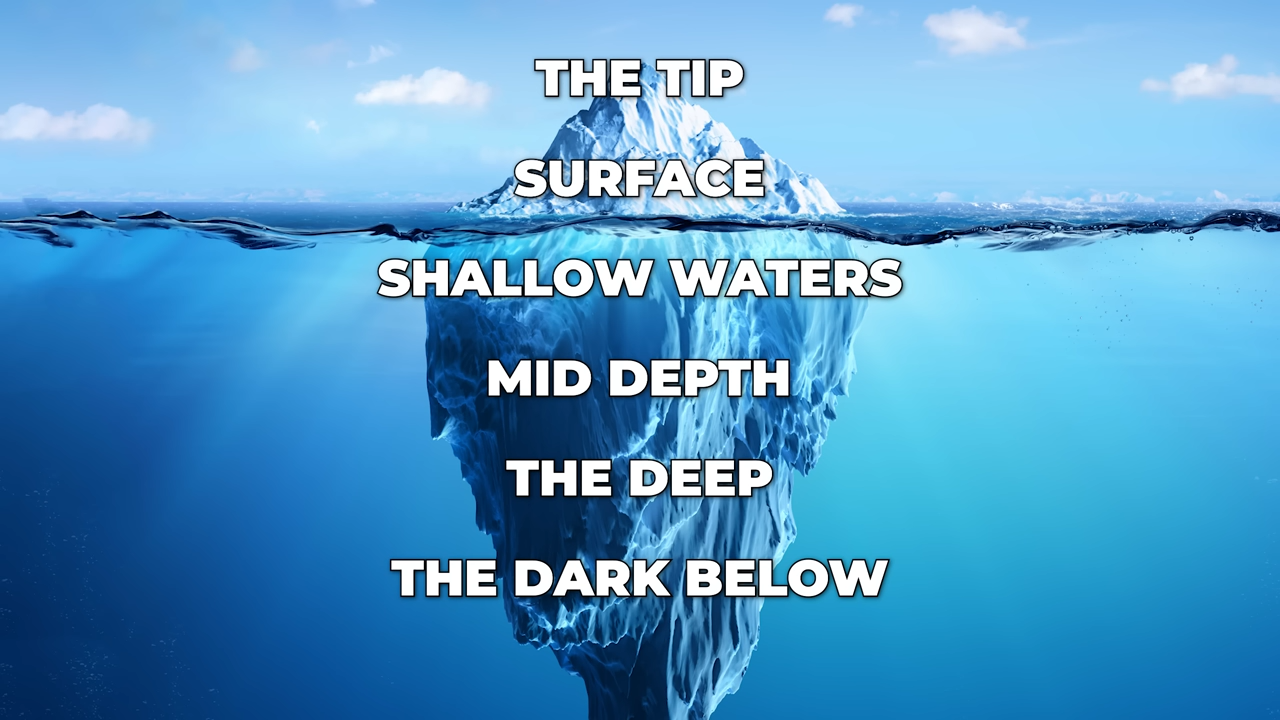 THE TIP
SURFACE
SHALLOW WATERS
MID DEPTH
THE DEEP
THE DARK BELOW